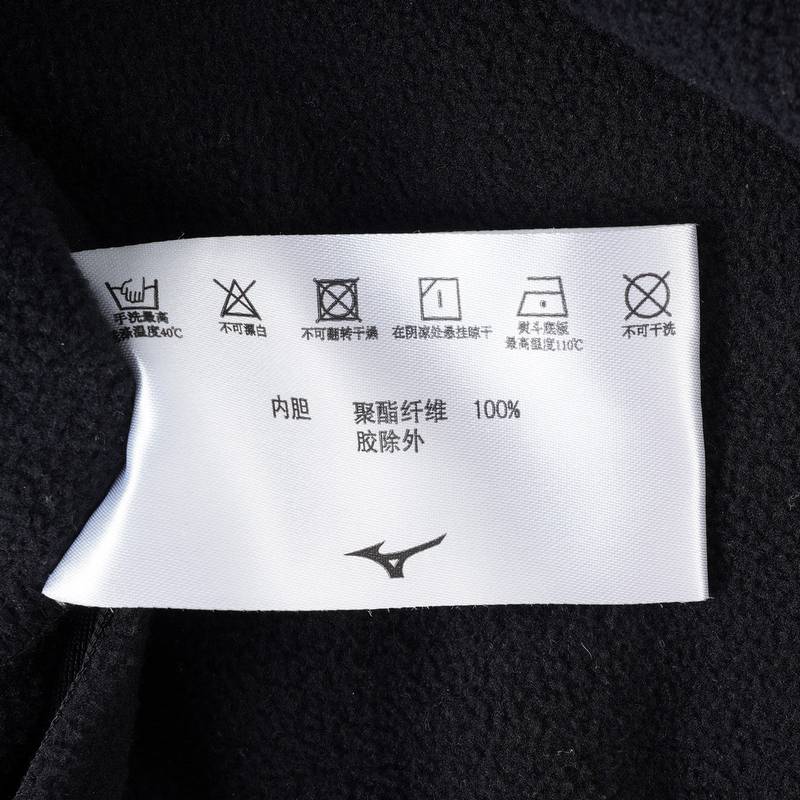 手洗最高
温度40℃
不可漂白
不可翻转干燥
在阴凉处悬挂晾干
熨斗底板
最高温度110℃
不可干洗
内胆 聚酯纤维 100%
胶除外